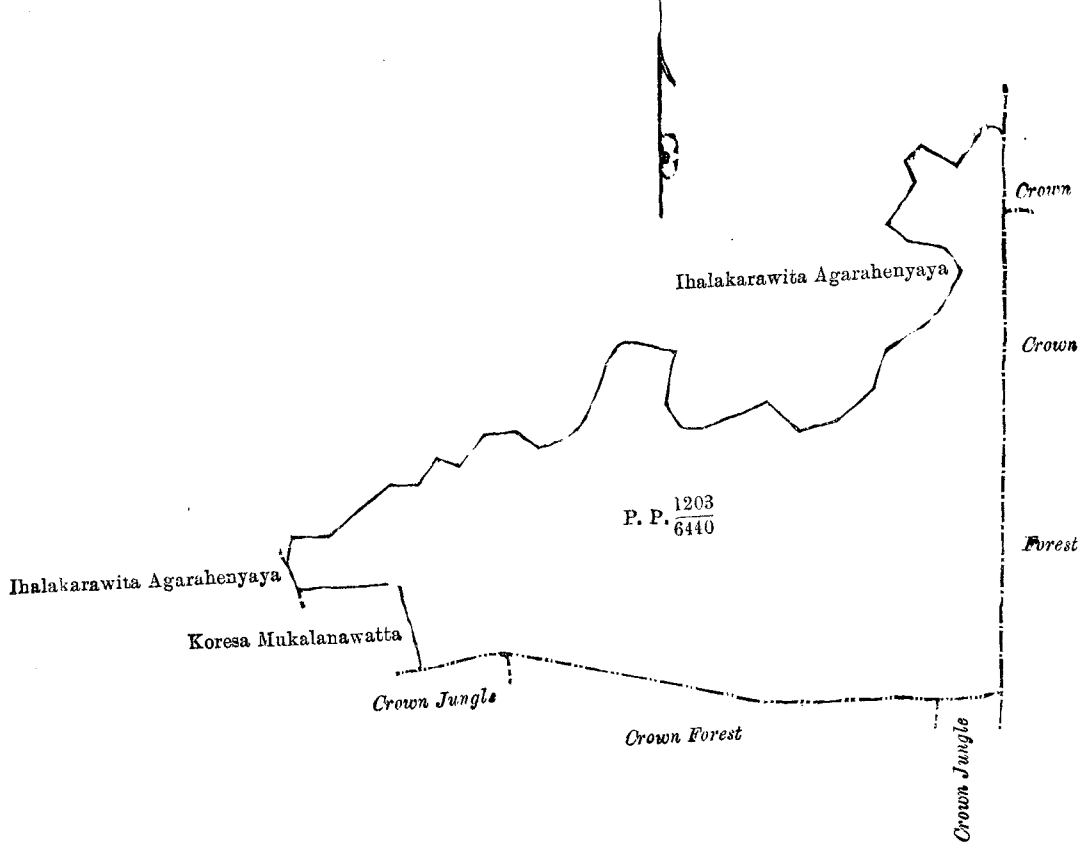 Crown
Ihalakarawita Agarahenyaya
Crown
P. P. 1203/6440
Forest
Ihalakarawita Agarahenyaya
Koresa Mukalanawatta
Crown Jungle
Crown Forest
Crown Jungle